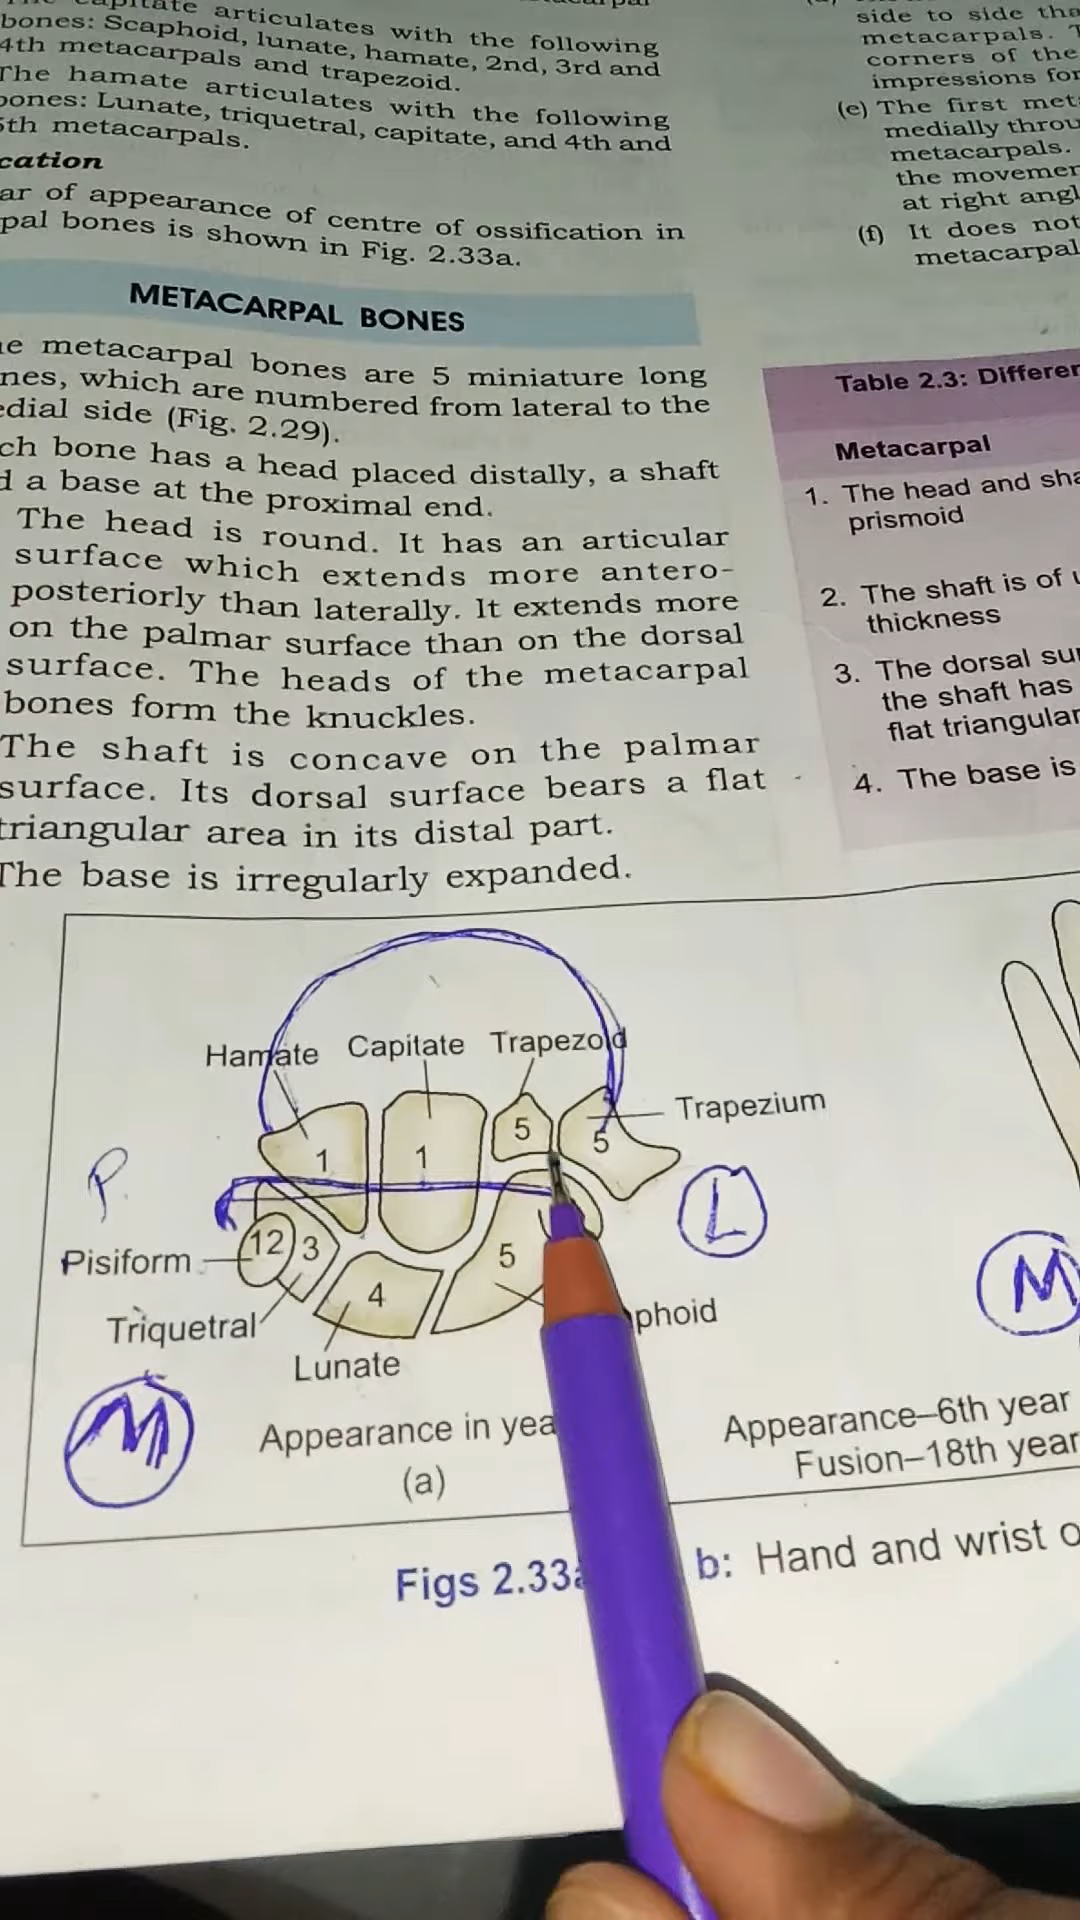 capitate articulates with the following
bones: Scaphoid, lunate, hamate, 2nd, 3rd and
4th metacarpals and trapezoid.
The hamate articulates with the following
bones: Lunate, triquetral, capitate, and 4th and
5th metacarpals.
cation
ar of appearance of centre of ossification in
pal bones is shown in Fig. 2.33a.
METACARPAL BONES
e metacarpal bones are 5 miniature long
nes, which are numbered from lateral to the
edial side (Fig. 2.29).
ch bone has a head placed distally, a shaft
d a base at the proximal end.
The head is round. It has an articular
surface which extends more antero-
posteriorly than laterally. It extends more
on the palmar surface than on the dorsal
surface. The heads of the metacarpal
bones form the knuckles.
The shaft is concave on the palmar
surface. Its dorsal surface bears a flat
triangular area in its distal part.
The base is irregularly expanded.
side to side tha
metacarpals.
corners of the
impressions for
(e) The first met
medially throu
metacarpals.
the movemen
at right angl
(f) It does not
metacarpal
Table 2.3: Differen
Metacarpal
1. The head and sha
prismoid
2. The shaft is of u
thickness
3. The dorsal sur
the shaft has
flat triangular
4. The base is
Hamate Capitate Trapezoid
Trapezium
1 1 5 5
P.
L
Pisiform 12 3 4 5
phoid
Triquetral
Lunate
M
M
Appearance in yea
(a)
Appearance–6th year
Fusion–18th year
Figs 2.33a b: Hand and wrist o